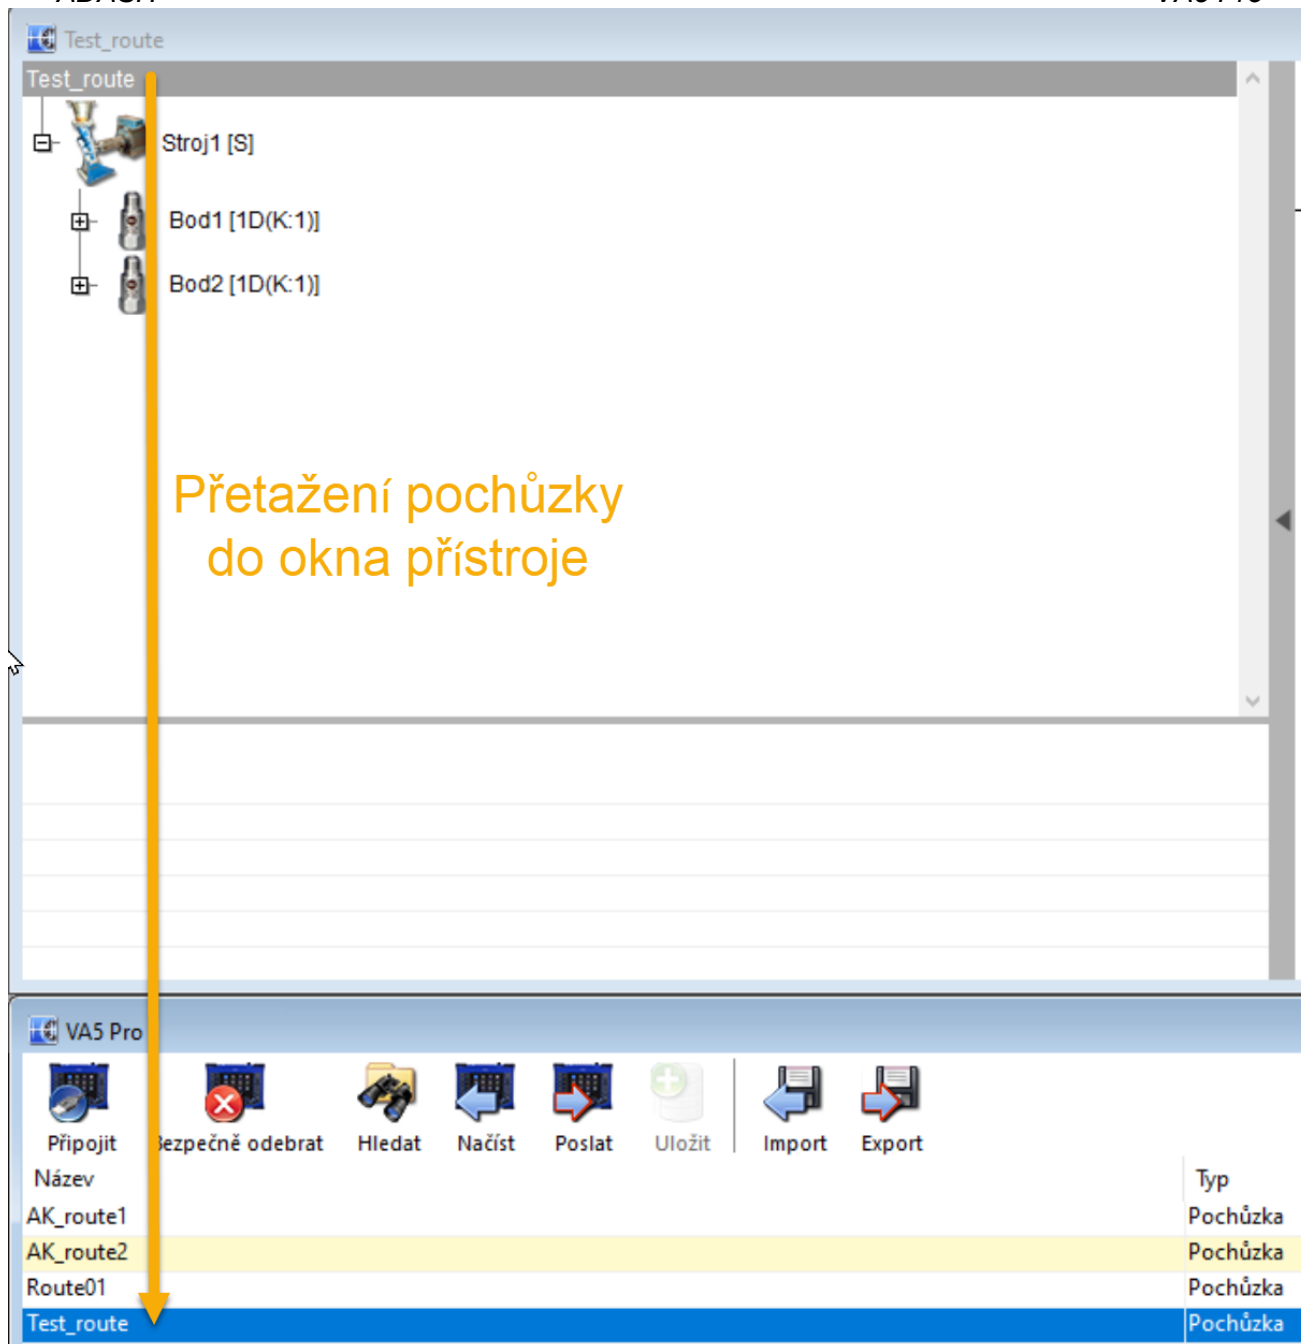 Test_route
Test_route
Stroj1 [S]
Bod1 [1D(K:1)]
Bod2 [1D(K:1)]
Přetažení pochůzky
do okna přístroje
VA5 Pro
Připojit Bezpečně odebrat Hledat Načíst Poslat Uložit Import Export
Název Typ
AK_route1 Pochůzka
AK_route2 Pochůzka
Route01 Pochůzka
Test_route Pochůzka